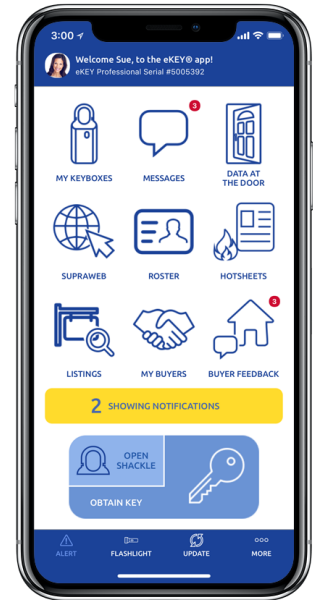 3:00
Welcome Sue, to the eKEY® app!
eKEY Professional Serial #5005392
3
MY KEYBOXES
MESSAGES
DATA AT
THE DOOR
SUPRAWEB
ROSTER
HOTSHEETS
3
LISTINGS
MY BUYERS
BUYER FEEDBACK
2 SHOWING NOTIFICATIONS
OPEN
SHACKLE
OBTAIN KEY
ALERT
FLASHLIGHT
UPDATE
MORE